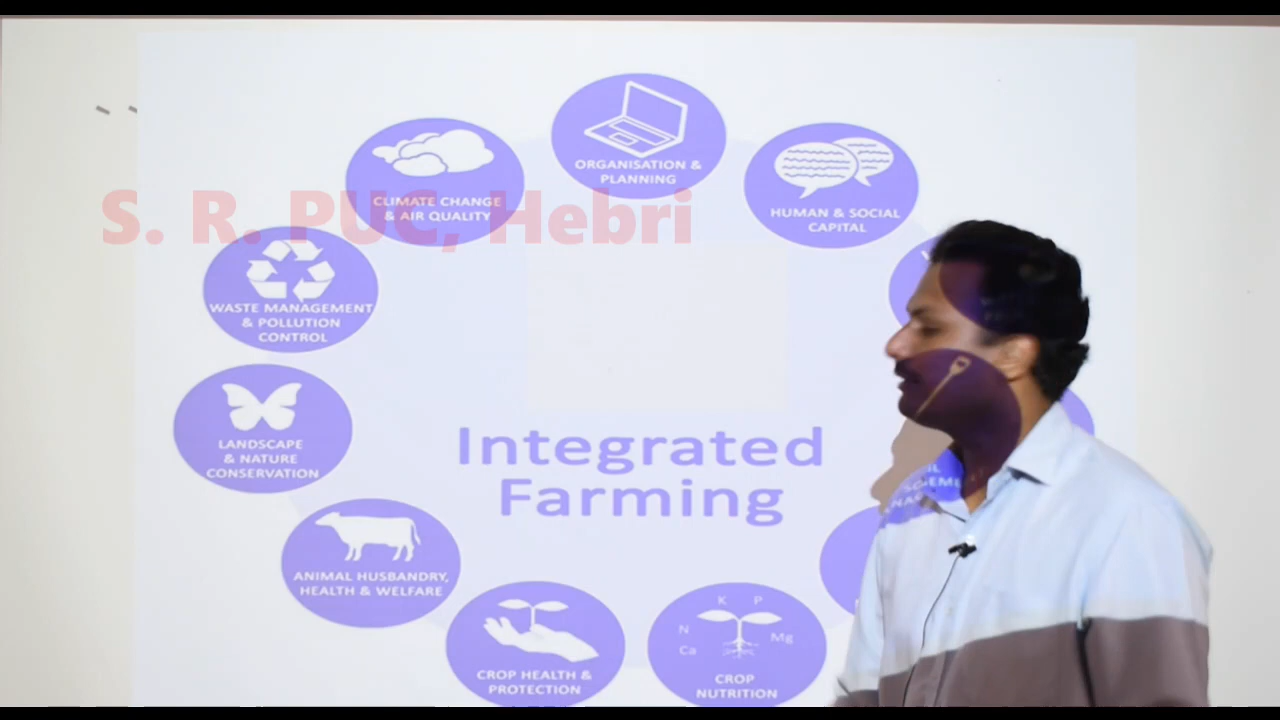 ORGANISATION &
PLANNING
CLIMATE CHANGE
& AIR QUALITY
HUMAN & SOCIAL
CAPITAL
S. R. PUC, Hebri
WASTE MANAGEMENT
& POLLUTION
CONTROL
LANDSCAPE
& NATURE
CONSERVATION
Integrated
Farming
ANIMAL HUSBANDRY,
HEALTH & WELFARE
CROP HEALTH &
PROTECTION
K P
N Mg
Ca
CROP
NUTRITION